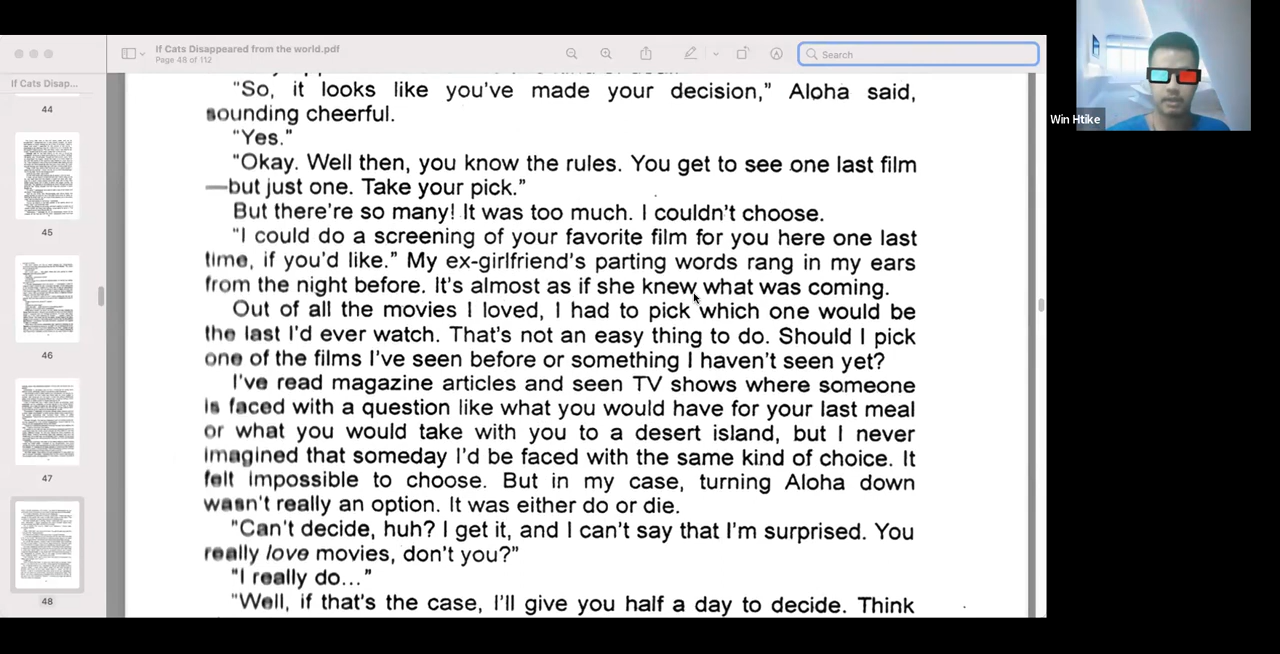 If Cats Disappeared from the world.pdf
Page 48 of 112
Search
If Cats Disap...
44
45
46
47
48
"So, it looks like you've made your decision," Aloha said,
sounding cheerful.
"Yes."
"Okay. Well then, you know the rules. You get to see one last film
—but just one. Take your pick."
But there're so many! It was too much. I couldn't choose.
"I could do a screening of your favorite film for you here one last
time, if you'd like." My ex-girlfriend's parting words rang in my ears
from the night before. It's almost as if she knew what was coming.
Out of all the movies I loved, I had to pick which one would be
the last I'd ever watch. That's not an easy thing to do. Should I pick
one of the films I've seen before or something I haven't seen yet?
I've read magazine articles and seen TV shows where someone
is faced with a question like what you would have for your last meal
or what you would take with you to a desert island, but I never
imagined that someday I'd be faced with the same kind of choice. It
felt impossible to choose. But in my case, turning Aloha down
wasn't really an option. It was either do or die.
"Can't decide, huh? I get it, and I can't say that I'm surprised. You
really love movies, don't you?"
"I really do..."
"Well, if that's the case, I'll give you half a day to decide. Think
Win Htike